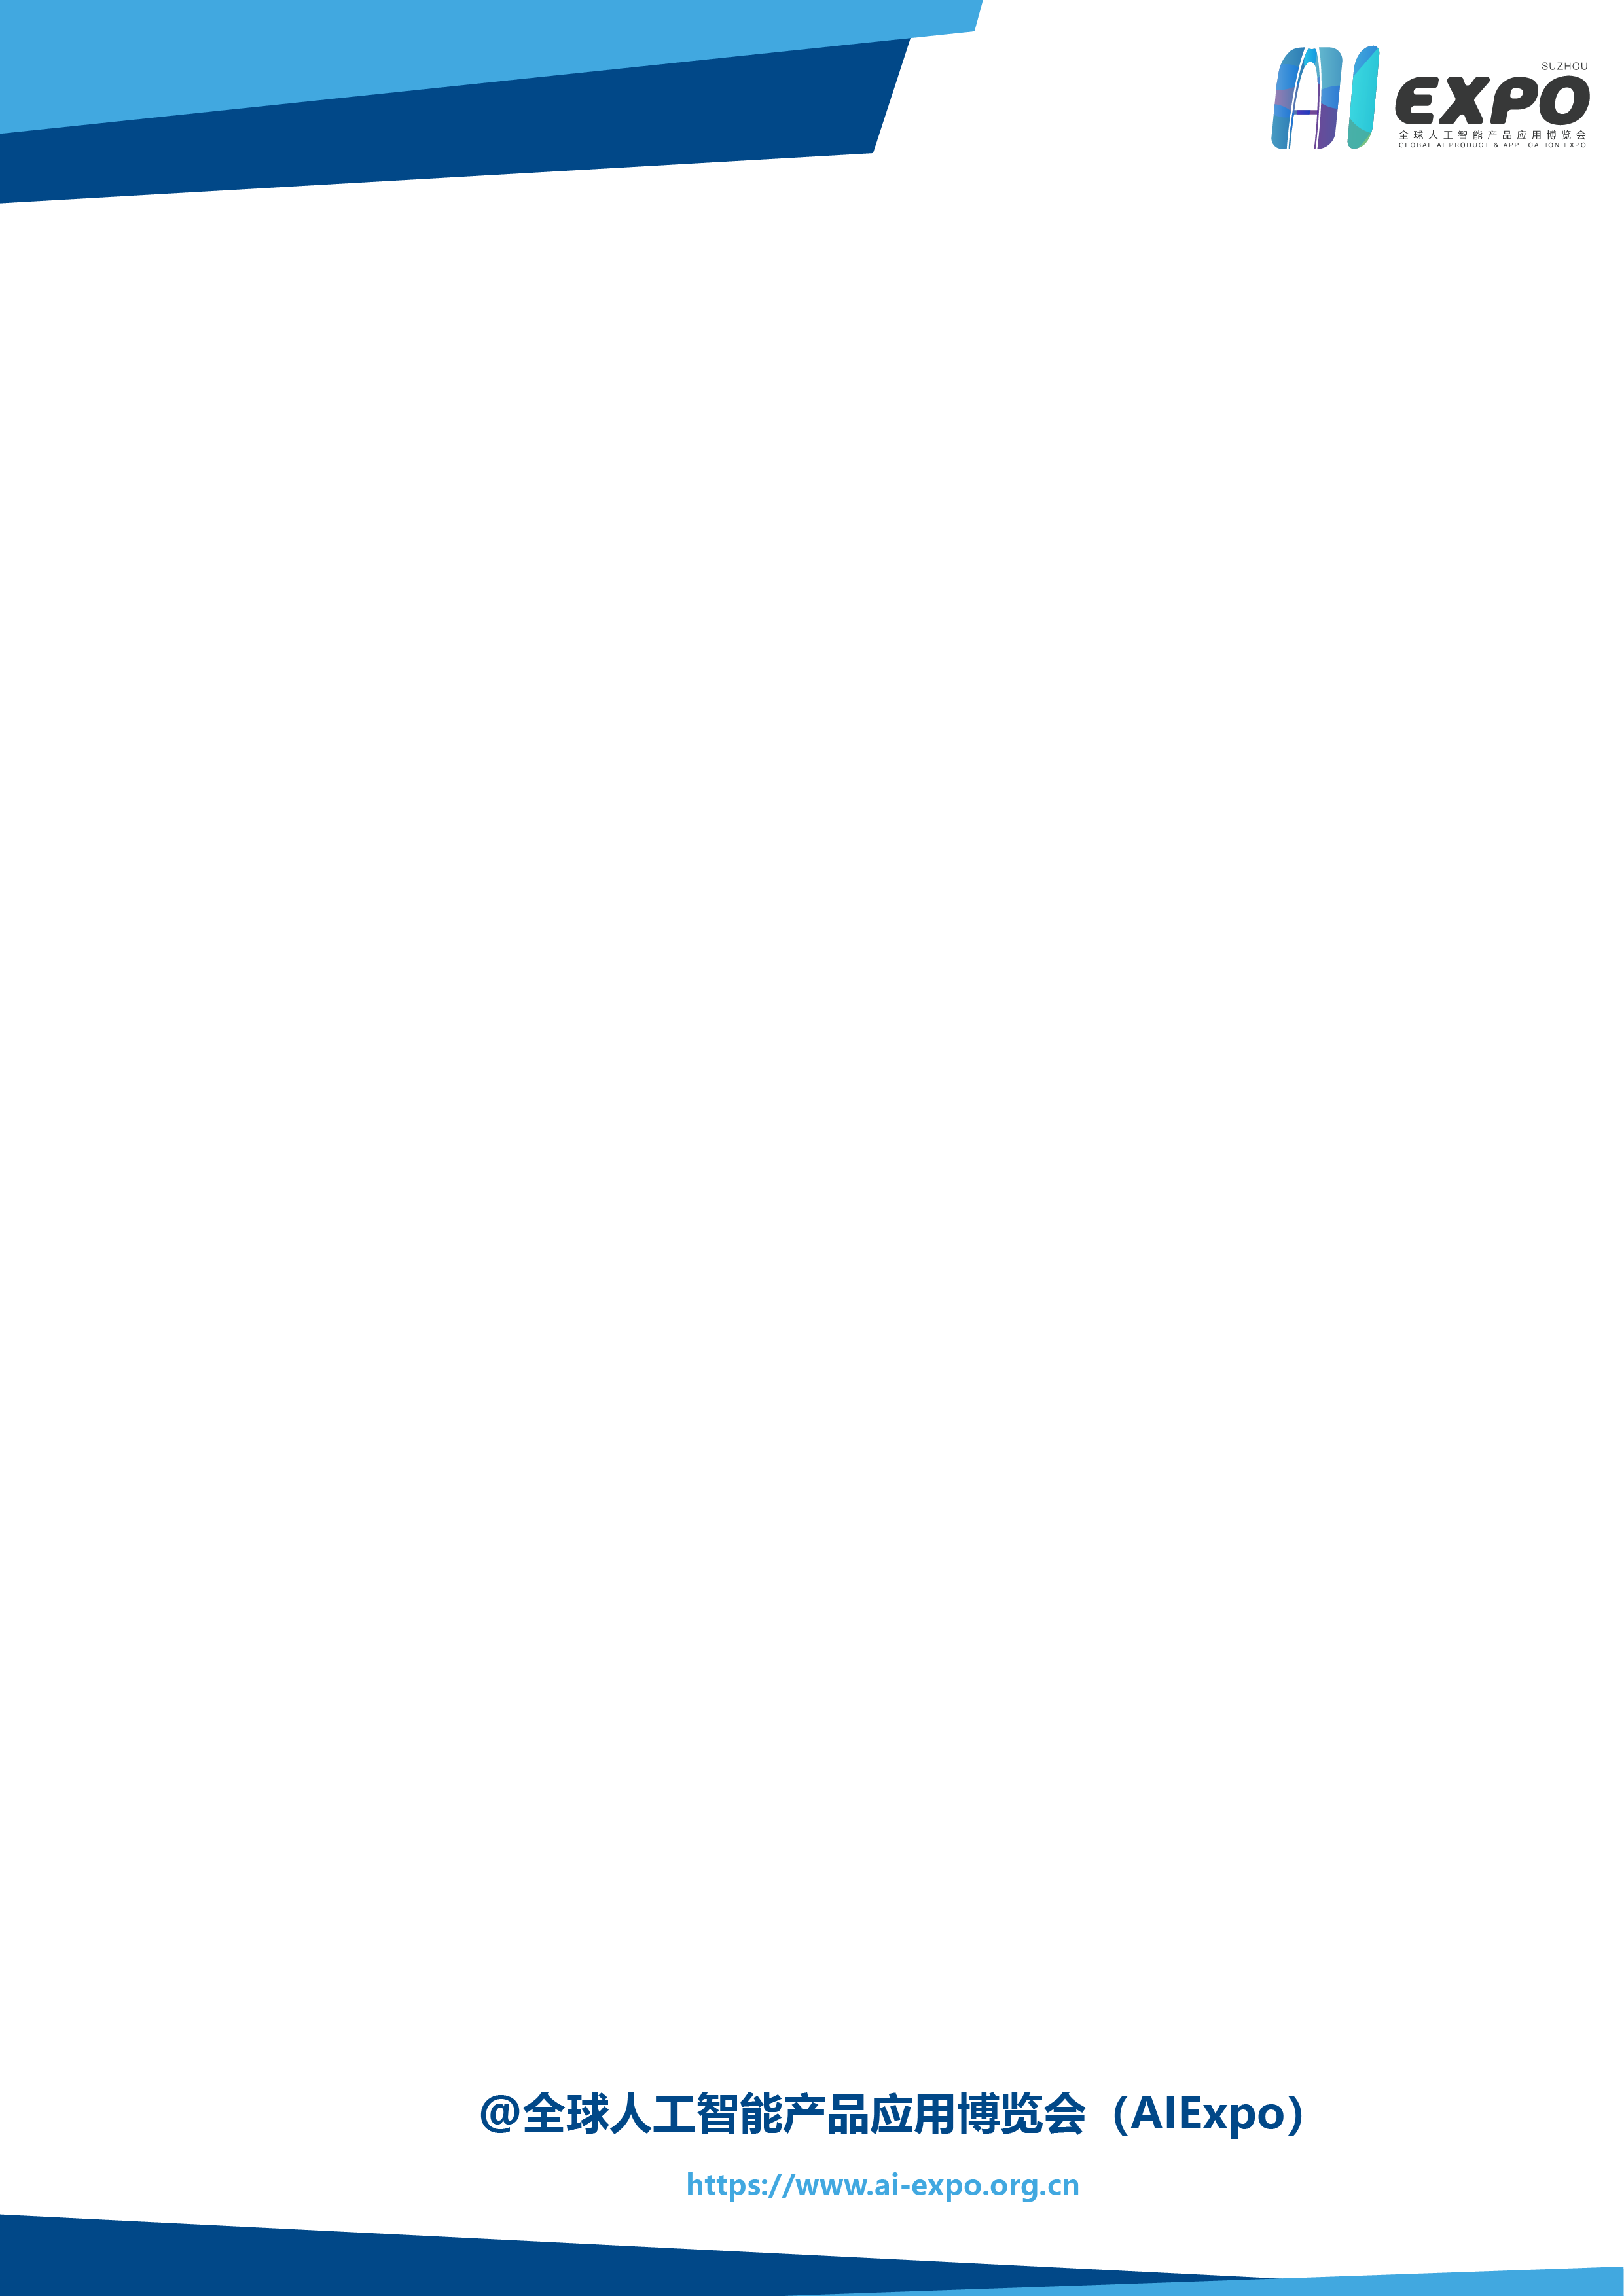 AI
SUZHOU
EXPO
全球人工智能产品应用博览会
GLOBAL AI PRODUCT & APPLICATION EXPO
@全球人工智能产品应用博览会（AIExpo）
https://www.ai-expo.org.cn